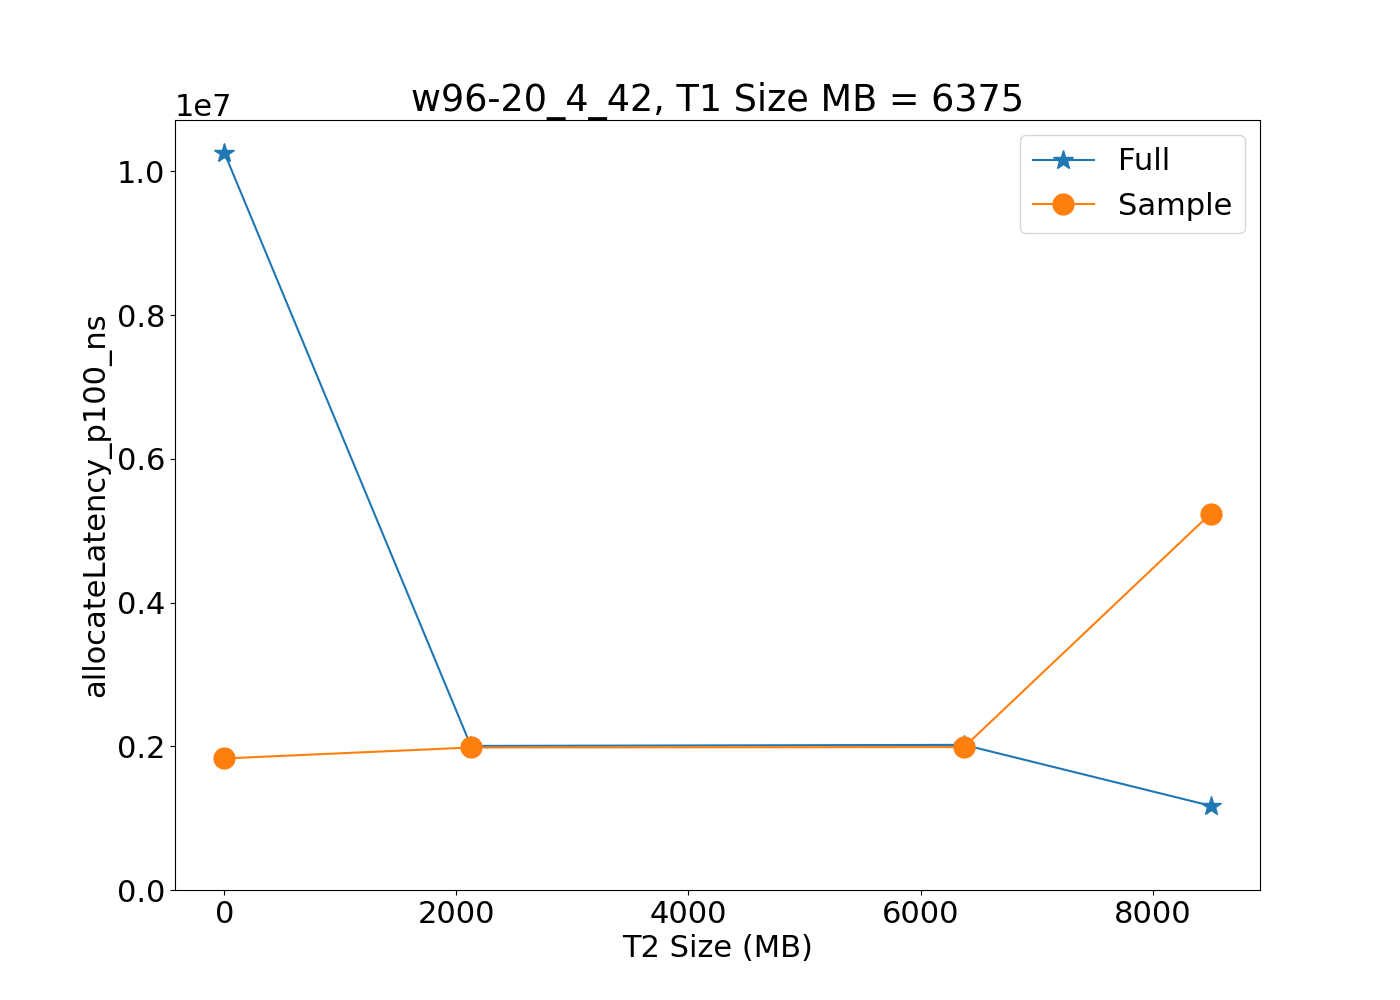 w96-20_4_42, T1 Size MB = 6375
1e7
Full
Sample
1.0
0.8
0.6
0.4
0.2
0.0
allocateLatency_p100_ns
0 2000 4000 6000 8000
T2 Size (MB)